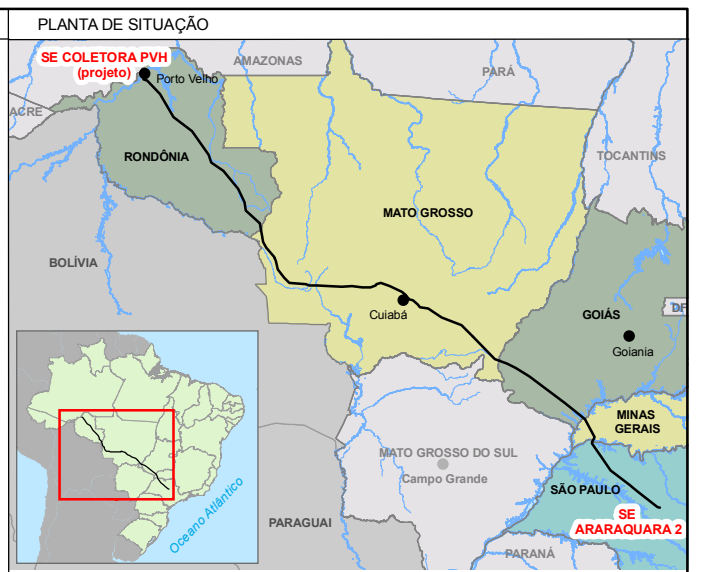 PLANTA DE SITUAÇÃO
SE COLETORA PVH
(projeto)
Porto Velho
AMAZONAS
PARÁ
ACRE
RONDÔNIA
TOCANTINS
MATO GROSSO
BOLÍVIA
Cuiabá
GOIÁS
DF
Goiania
MINAS
GERAIS
MATO GROSSO DO SUL
Campo Grande
SÃO PAULO
SE
ARARAQUARA 2
PARAGUAI
PARANÁ
Oceano Atlântico